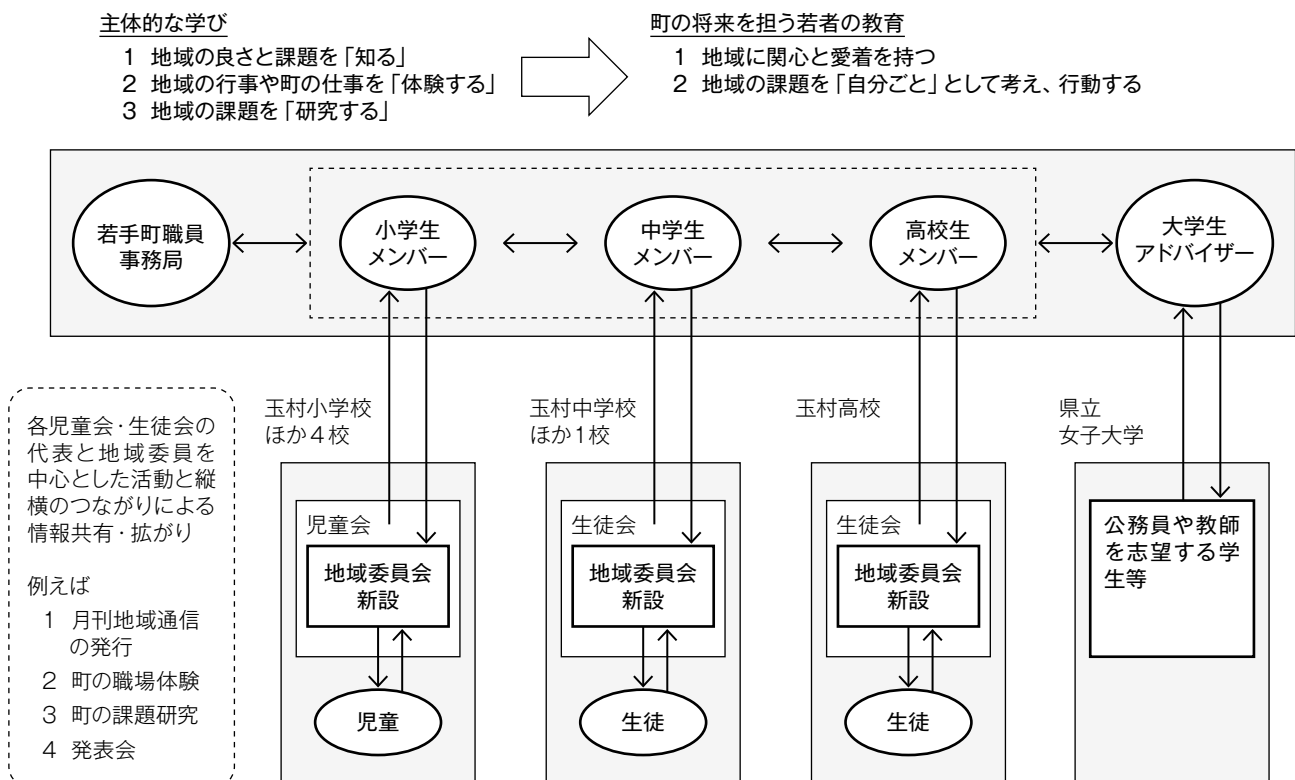 主体的な学び
1 地域の良さと課題を「知る」
2 地域の行事や町の仕事を「体験する」
3 地域の課題を「研究する」
町の将来を担う若者の教育
1 地域に関心と愛着を持つ
2 地域の課題を「自分ごと」として考え、行動する
若手町職員
事務局
小学生
メンバー
中学生
メンバー
高校生
メンバー
大学生
アドバイザー
各児童会・生徒会の
代表と地域委員を
中心とした活動と縦
横のつながりによる
情報共有・拡がり
例えば
1 月刊地域通信
の発行
2 町の職場体験
3 町の課題研究
4 発表会
玉村小学校
ほか4校
児童会
地域委員会
新設
児童
玉村中学校
ほか1校
生徒会
地域委員会
新設
生徒
玉村高校
生徒会
地域委員会
新設
生徒
県立
女子大学
公務員や教師
を志望する学
生等